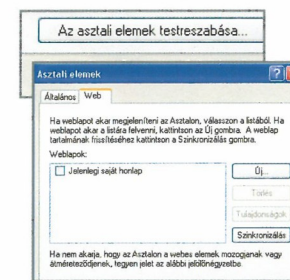 Az asztali elemek testreszabása...
Asztali elemek
Általános Web
Ha weblapot akar megjeleníteni az Asztalon, válasszon a listából. Ha
weblapot akar a listára felvenni, kattintson az Új gombra. A weblap
tartalmának frissítéséhez kattintson a Szinkronizálás gombra.
Weblapok:
Jelenlegi saját honlap
Új...
Törlés
Tulajdonságok
Szinkronizálás
Ha nem akarja, hogy az Asztalon a webes elemek mozogjanak vagy
átméreteződjenek, tegyen jelet az alábbi jelölőnégyzetbe.